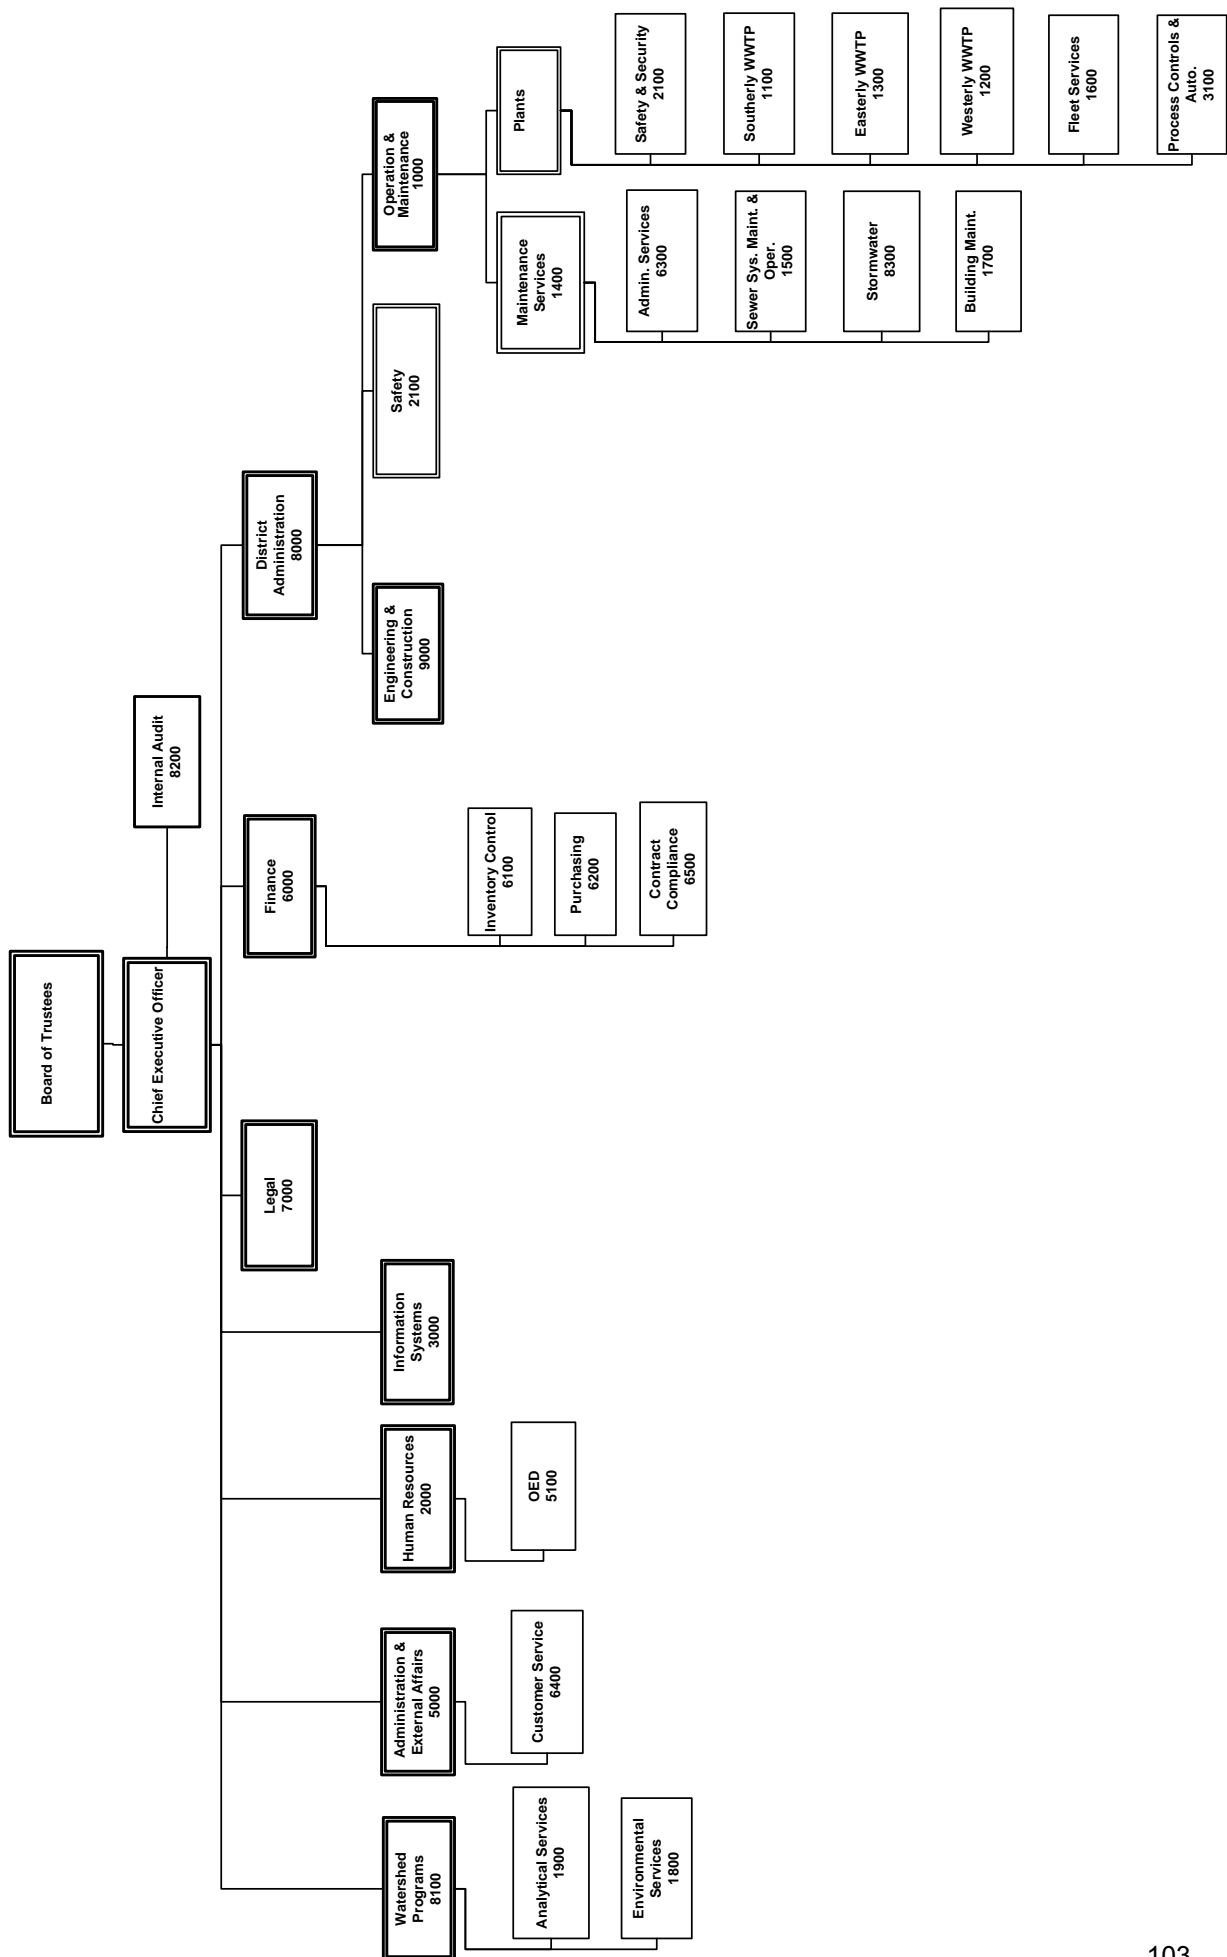 Board of Trustees
Chief Executive Officer
Internal Audit
8200
Watershed
Programs
8100
Analytical Services
1900
Environmental
Services
1800
Administration &
External Affairs
5000
Customer Service
6400
Human Resources
2000
OED
5100
Information
Systems
3000
Legal
7000
Finance
6000
Inventory Control
6100
Purchasing
6200
Contract
Compliance
6500
District
Administration
8000
Engineering &
Construction
9000
Safety
2100
Operation &
Maintenance
1000
Maintenance
Services
1400
Admin. Services
6300
Sewer Sys. Maint. &
Oper.
1500
Stormwater
8300
Building Maint.
1700
Plants
Safety & Security
2100
Southerly WWTP
1100
Easterly WWTP
1300
Westerly WWTP
1200
Fleet Services
1600
Process Controls &
Auto.
3100
103